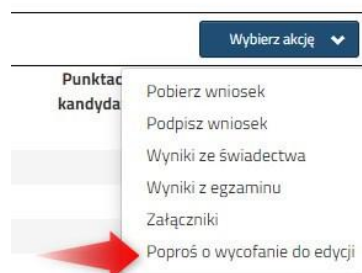 Wybierz akcję
Punktac
kandyda
Pobierz wniosek
Podpisz wniosek
Wyniki ze świadectwa
Wyniki z egzaminu
Załączniki
Poproś o wycofanie do edycji